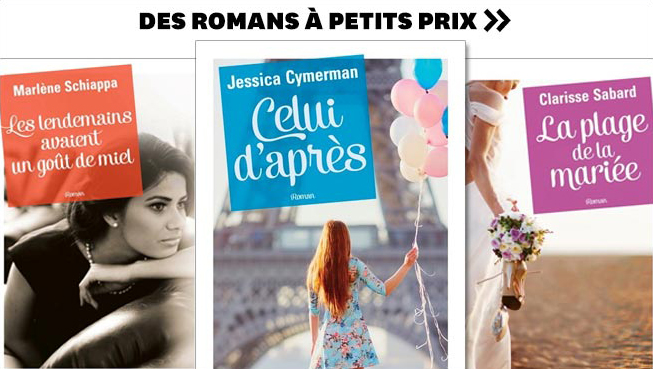 DES ROMANS À PETITS PRIX >>
Marlène Schiappa
Les lendemains
avaient
un goût de miel
Roman
Jessica Cymerman
Celui
d'après
Roman
Clarisse Sabard
La plage
de la
mariée
Roman